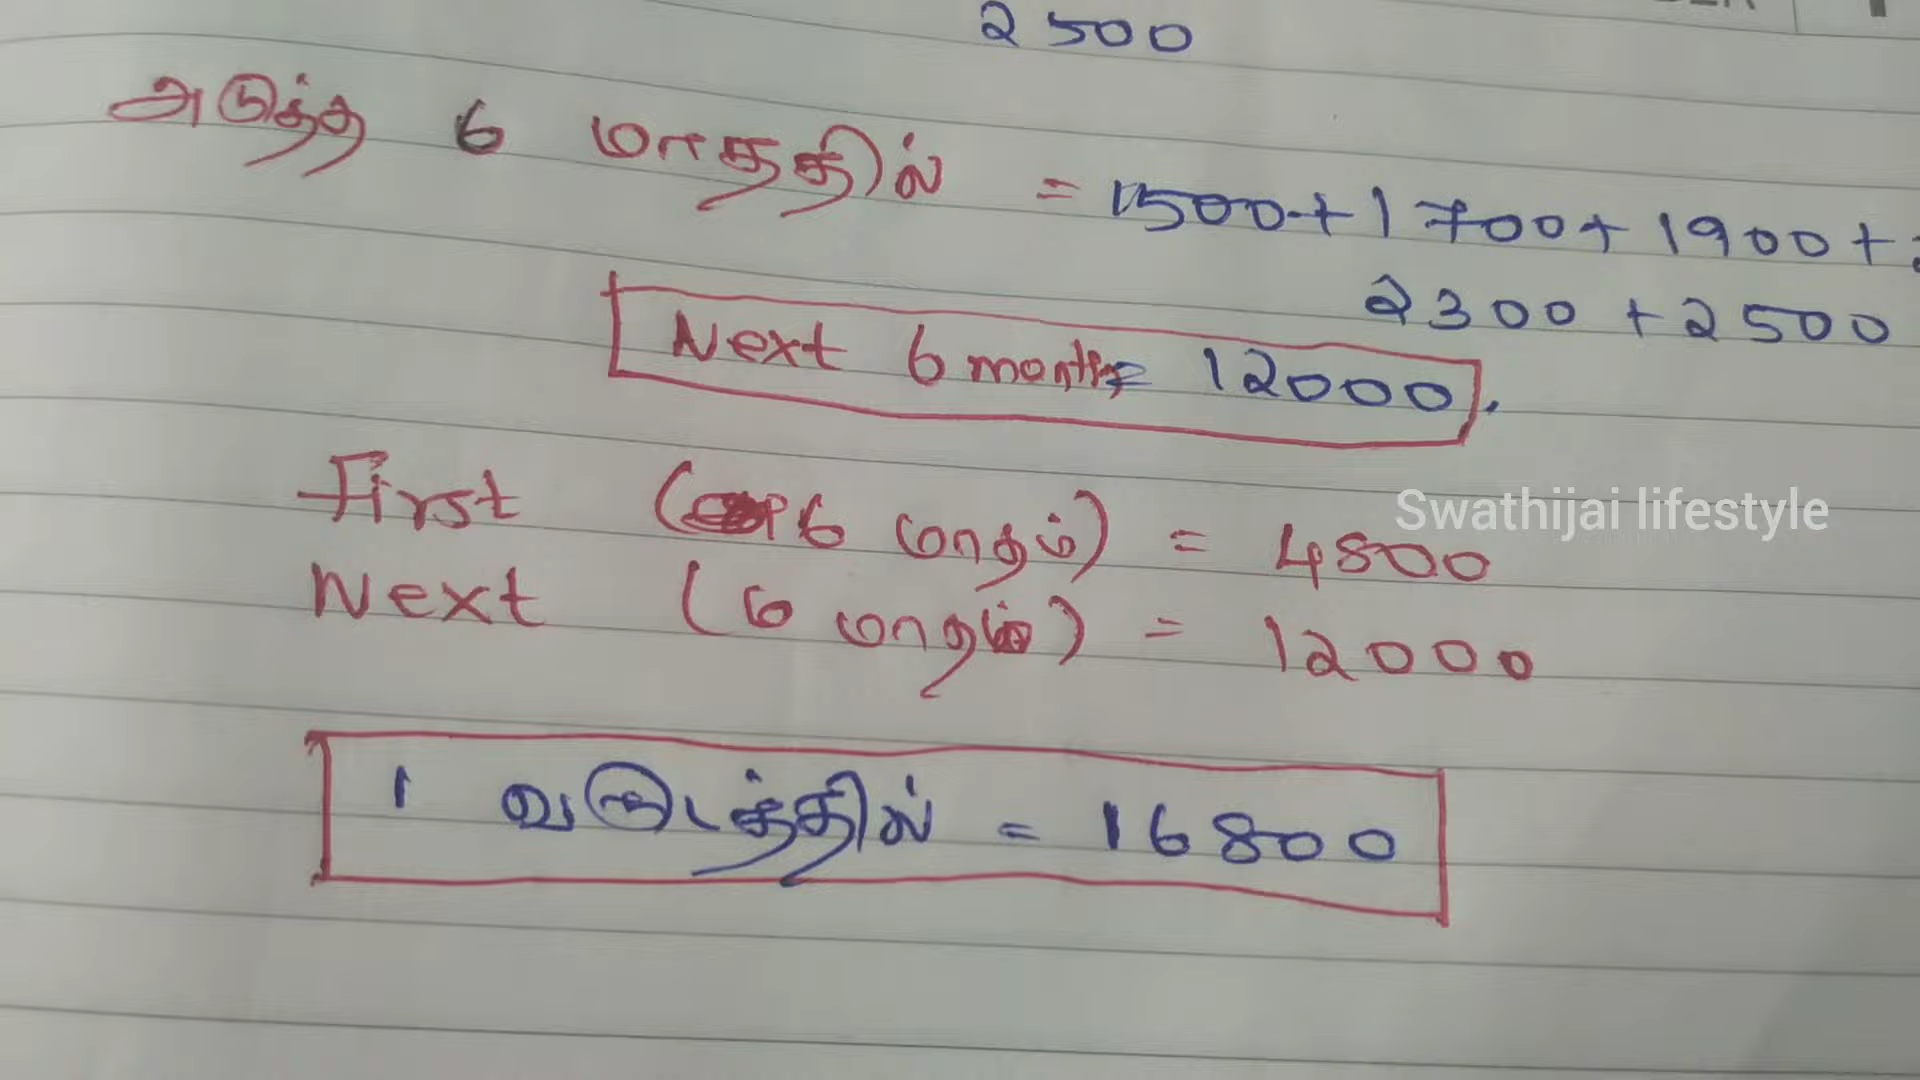 2500
அடுத்த 6 மாதத்தில் = 1500+1700+1900+
2300 + 2500
Next 6 month = 12000.
Swathijai lifestyle
First (6 மாதம்) = 4800
Next (6 மாதம்) = 12000
1 வருடத்தில் = 16800